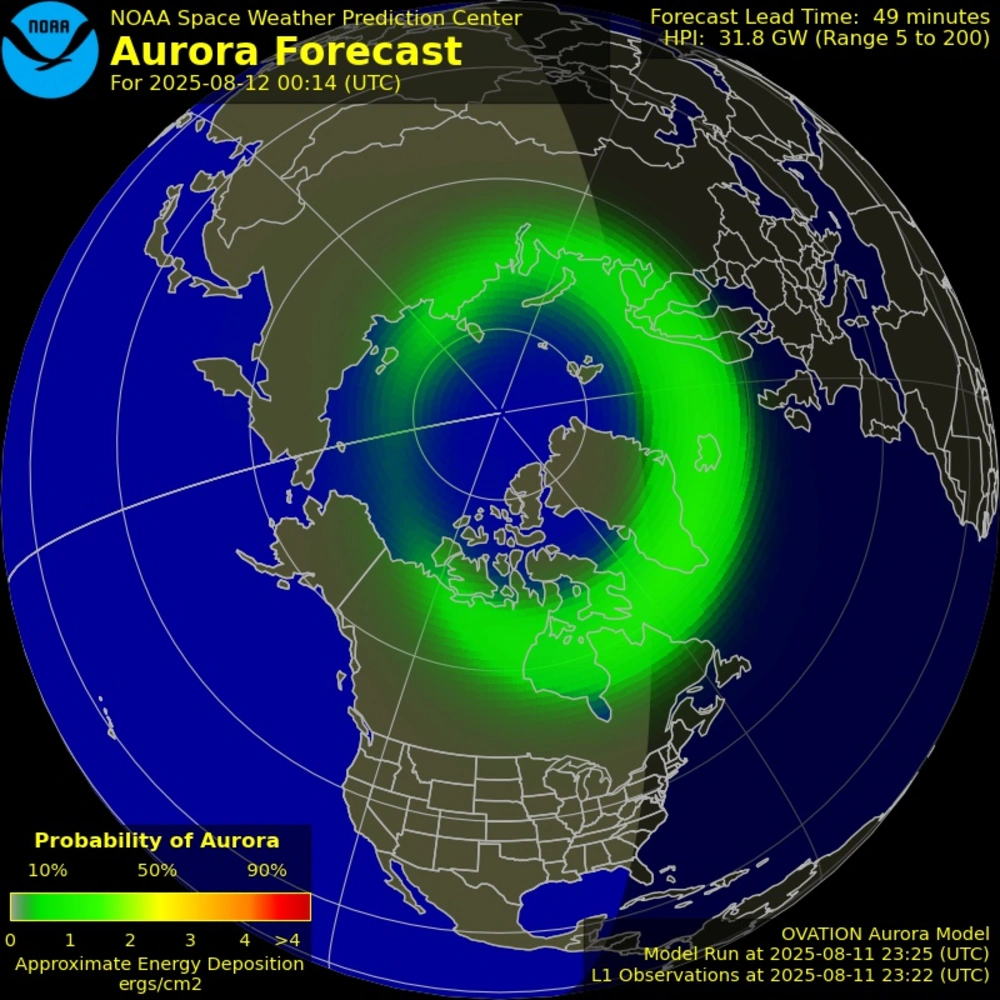 NOAA
NOAA Space Weather Prediction Center
Aurora Forecast
For 2025-08-12 00:14 (UTC)
Forecast Lead Time: 49 minutes
HPI: 31.8 GW (Range 5 to 200)
Probability of Aurora
10% 50% 90%
0 1 2 3 4 >4
Approximate Energy Deposition
ergs/cm2
OVATION Aurora Model
Model Run at 2025-08-11 23:25 (UTC)
L1 Observations at 2025-08-11 23:22 (UTC)